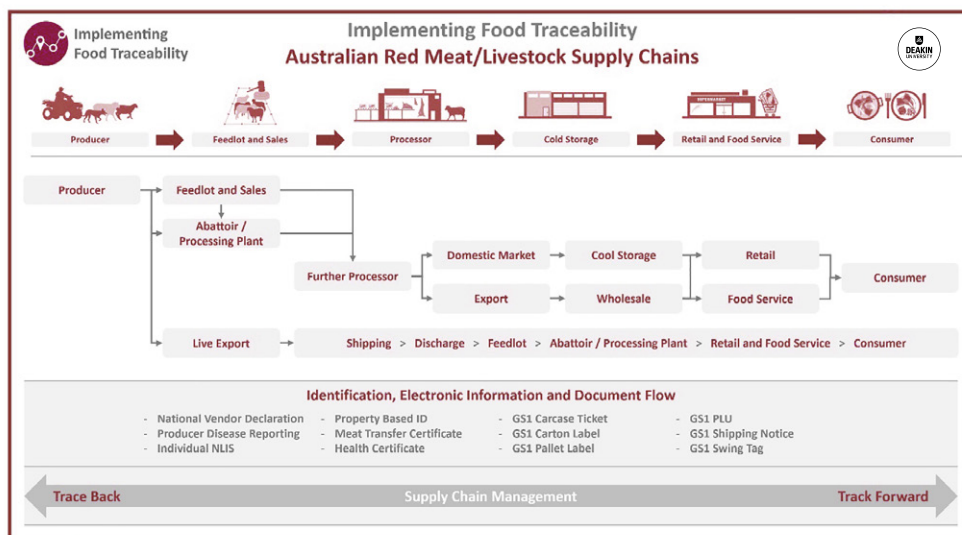 Implementing
Food Traceability
Implementing Food Traceability
Australian Red Meat/Livestock Supply Chains
DEAKIN
UNIVERSITY
SUPERMARKET
Producer
Feedlot and Sales
Processor
Cold Storage
Retail and Food Service
Consumer
Producer
Feedlot and Sales
Abattoir /
Processing Plant
Further Processor
Domestic Market
Cool Storage
Retail
Export
Wholesale
Food Service
Consumer
Live Export
Shipping > Discharge > Feedlot > Abattoir / Processing Plant > Retail and Food Service > Consumer
Identification, Electronic Information and Document Flow
- National Vendor Declaration
- Producer Disease Reporting
- Individual NLIS
- Property Based ID
- Meat Transfer Certificate
- Health Certificate
- GS1 Carcase Ticket
- GS1 Carton Label
- GS1 Pallet Label
- GS1 PLU
- GS1 Shipping Notice
- GS1 Swing Tag
Trace Back
Supply Chain Management
Track Forward